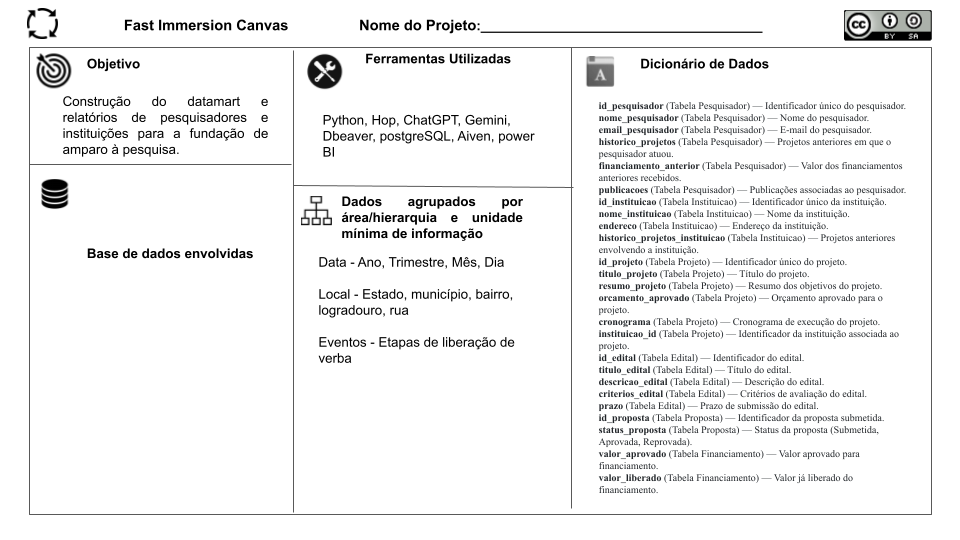 Fast Immersion Canvas
Nome do Projeto:__________________________________
CC BY SA
Objetivo
Construção do datamart e
relatórios de pesquisadores e
instituições para a fundação de
amparo à pesquisa.
Base de dados envolvidas
Ferramentas Utilizadas
Python, Hop, ChatGPT, Gemini,
Dbeaver, postgreSQL, Aiven, power
BI
Dados agrupados por
área/hierarquia e unidade
mínima de informação
Data - Ano, Trimestre, Mês, Dia
Local - Estado, município, bairro,
logradouro, rua
Eventos - Etapas de liberação de
verba
A
Dicionário de Dados
id_pesquisador (Tabela Pesquisador) — Identificador único do pesquisador.
nome_pesquisador (Tabela Pesquisador) — Nome do pesquisador.
email_pesquisador (Tabela Pesquisador) — E-mail do pesquisador.
historico_projetos (Tabela Pesquisador) — Projetos anteriores em que o
pesquisador atuou.
financiamento_anterior (Tabela Pesquisador) — Valor dos financiamentos
anteriores recebidos.
publicacoes (Tabela Pesquisador) — Publicações associadas ao pesquisador.
id_instituicao (Tabela Instituicao) — Identificador único da instituição.
nome_instituicao (Tabela Instituicao) — Nome da instituição.
endereco (Tabela Instituicao) — Endereço da instituição.
historico_projetos_instituicao (Tabela Instituicao) — Projetos anteriores
envolvendo a instituição.
id_projeto (Tabela Projeto) — Identificador único do projeto.
titulo_projeto (Tabela Projeto) — Título do projeto.
resumo_projeto (Tabela Projeto) — Resumo dos objetivos do projeto.
orcamento_aprovado (Tabela Projeto) — Orçamento aprovado para o
projeto.
cronograma (Tabela Projeto) — Cronograma de execução do projeto.
instituicao_id (Tabela Projeto) — Identificador da instituição associada ao
projeto.
id_edital (Tabela Edital) — Identificador do edital.
titulo_edital (Tabela Edital) — Título do edital.
descricao_edital (Tabela Edital) — Descrição do edital.
criterios_edital (Tabela Edital) — Critérios de avaliação do edital.
prazo (Tabela Edital) — Prazo de submissão do edital.
id_proposta (Tabela Proposta) — Identificador da proposta submetida.
status_proposta (Tabela Proposta) — Status da proposta (Submetida,
Aprovada, Reprovada).
valor_aprovado (Tabela Financiamento) — Valor aprovado para
financiamento.
valor_liberado (Tabela Financiamento) — Valor já liberado do
financiamento.